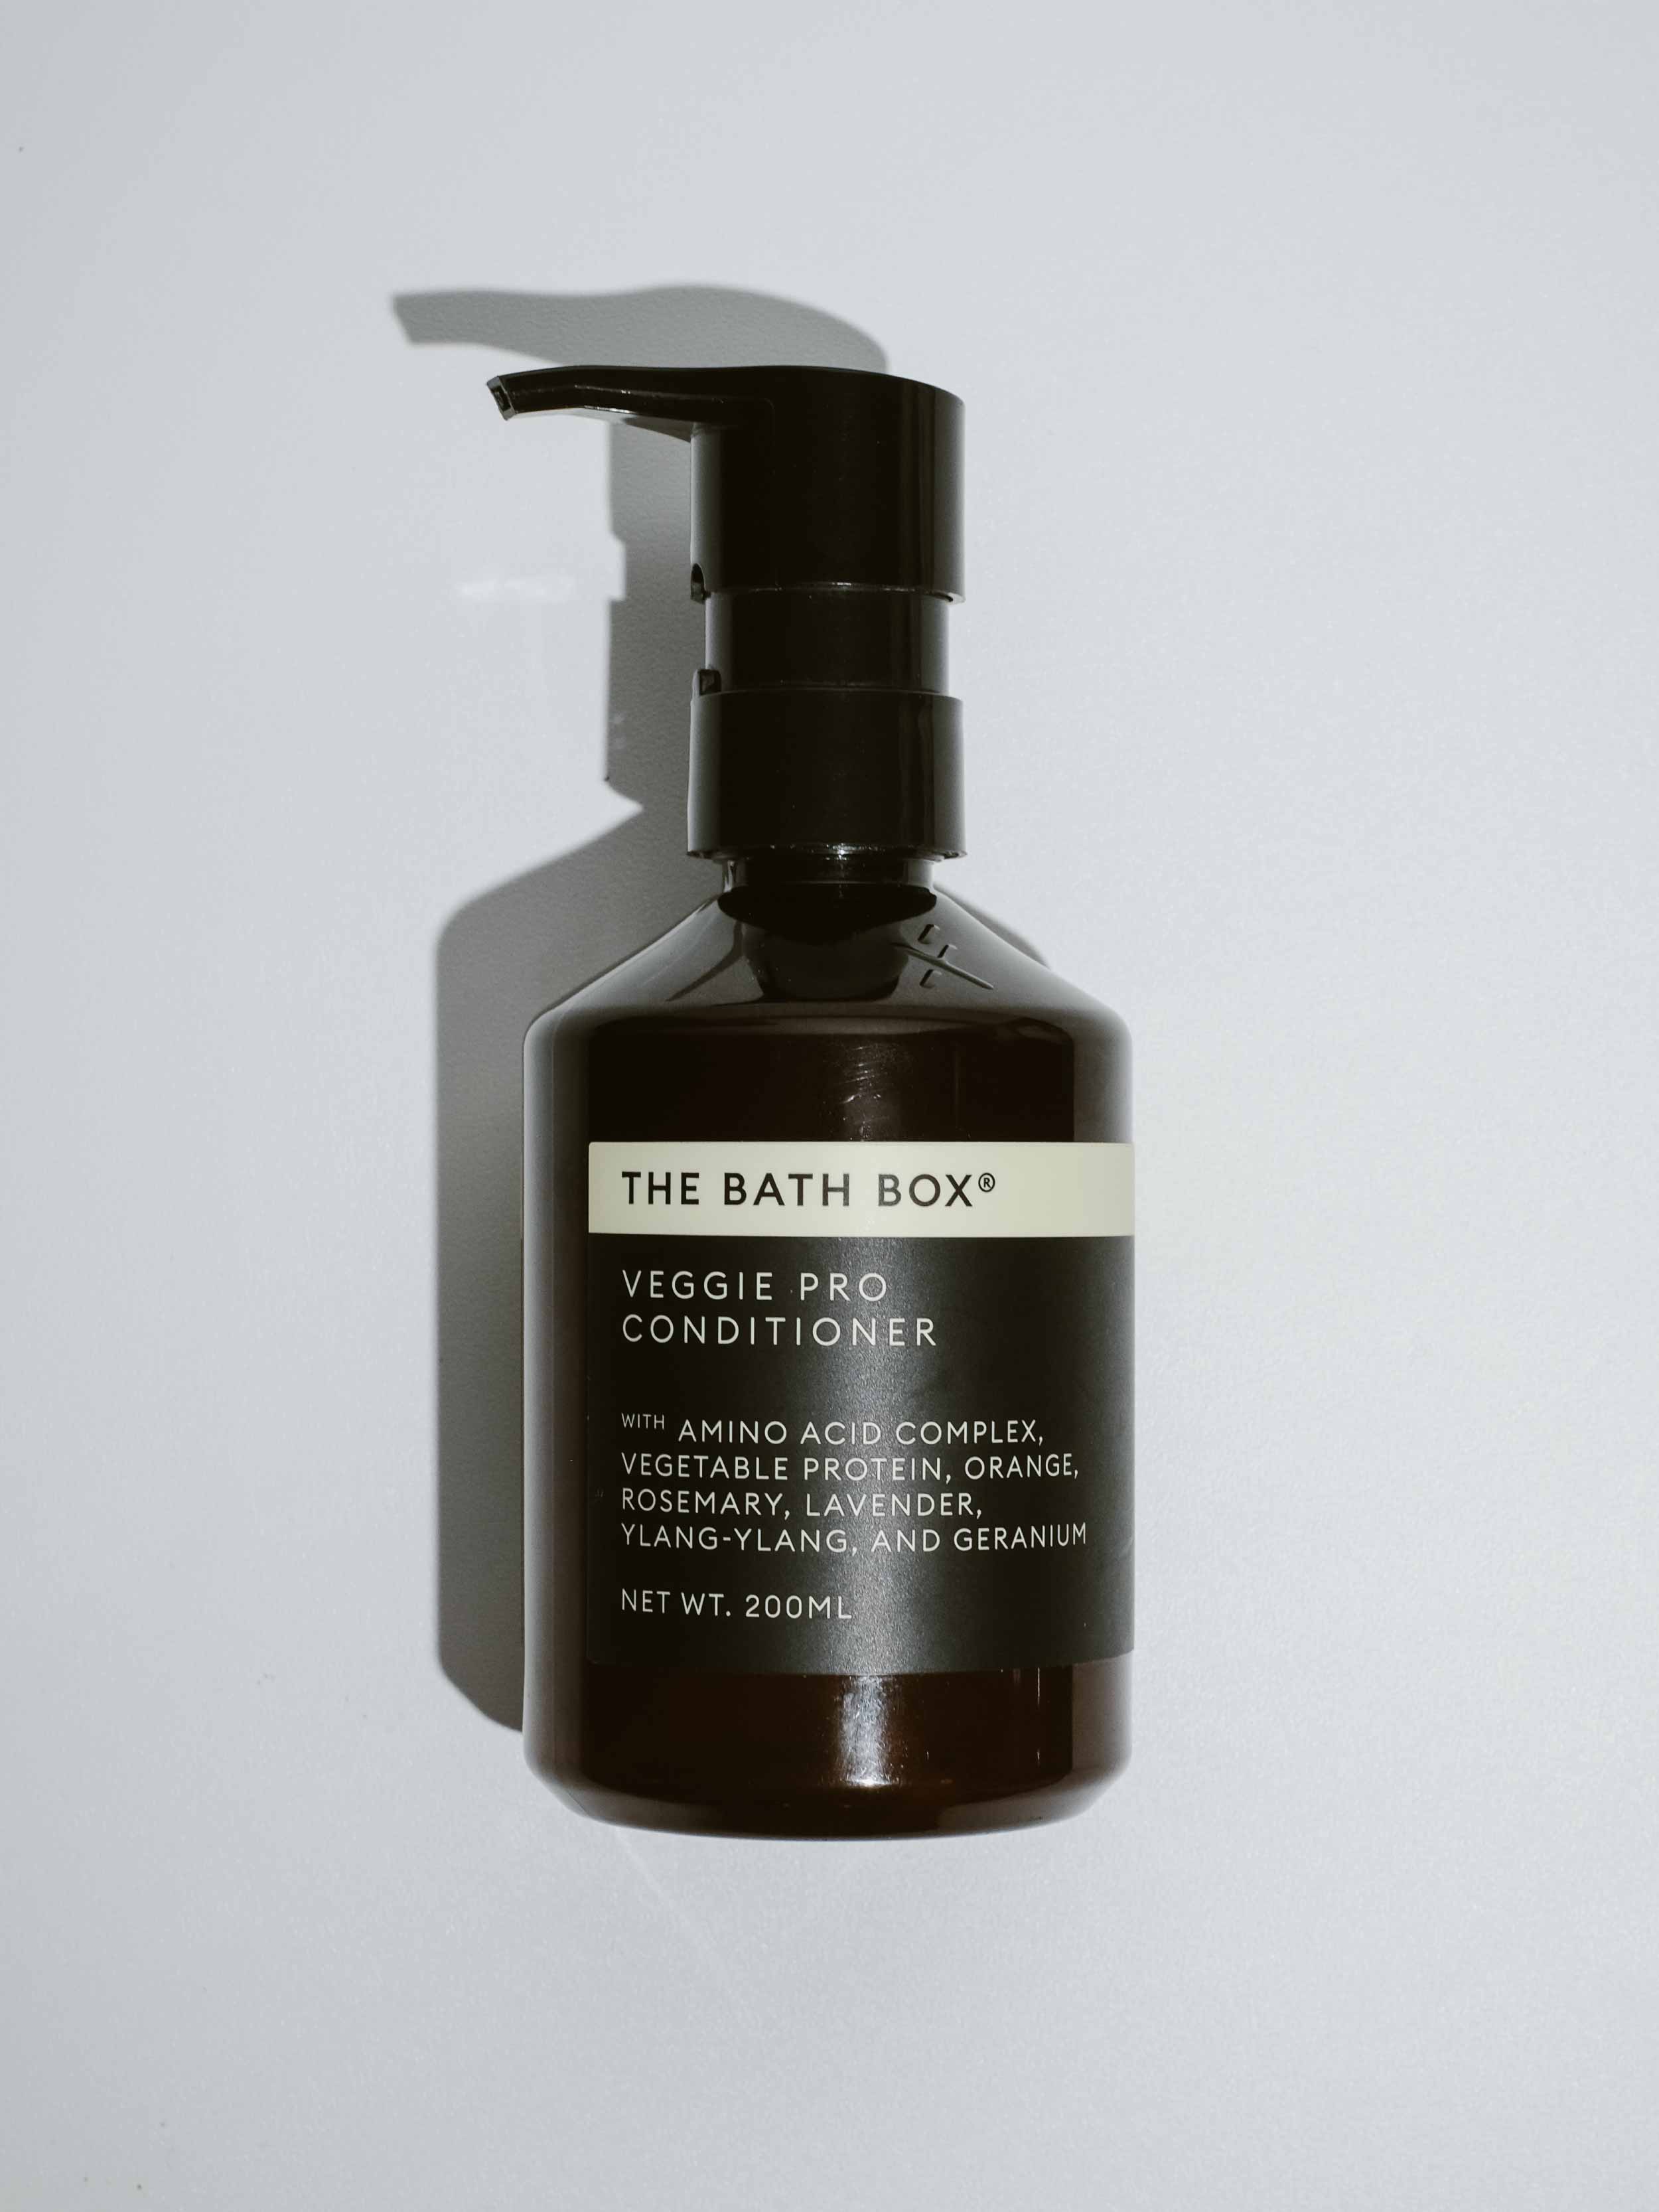 THE BATH BOX®
VEGGIE PRO
CONDITIONER
WITH AMINO ACID COMPLEX,
VEGETABLE PROTEIN, ORANGE,
ROSEMARY, LAVENDER,
YLANG-YLANG, AND GERANIUM
NET WT. 200ML